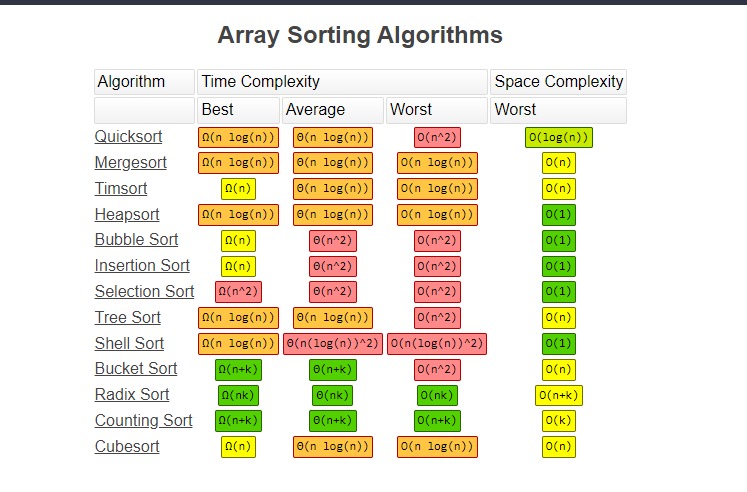 Array Sorting Algorithms
Algorithm Time Complexity Space Complexity
Best Average Worst Worst
Quicksort Ω(n log(n)) Θ(n log(n)) O(n^2) O(log(n))
Mergesort Ω(n log(n)) Θ(n log(n)) O(n log(n)) O(n)
Timsort Ω(n) Θ(n log(n)) O(n log(n)) O(n)
Heapsort Ω(n log(n)) Θ(n log(n)) O(n log(n)) O(1)
Bubble Sort Ω(n) Θ(n^2) O(n^2) O(1)
Insertion Sort Ω(n) Θ(n^2) O(n^2) O(1)
Selection Sort Ω(n^2) Θ(n^2) O(n^2) O(1)
Tree Sort Ω(n log(n)) Θ(n log(n)) O(n^2) O(n)
Shell Sort Ω(n log(n)) Θ(n(log(n))^2) O(n(log(n))^2) O(1)
Bucket Sort Ω(n+k) Θ(n+k) O(n^2) O(n)
Radix Sort Ω(nk) Θ(nk) O(nk) O(n+k)
Counting Sort Ω(n+k) Θ(n+k) O(n+k) O(k)
Cubesort Ω(n) Θ(n log(n)) O(n log(n)) O(n)